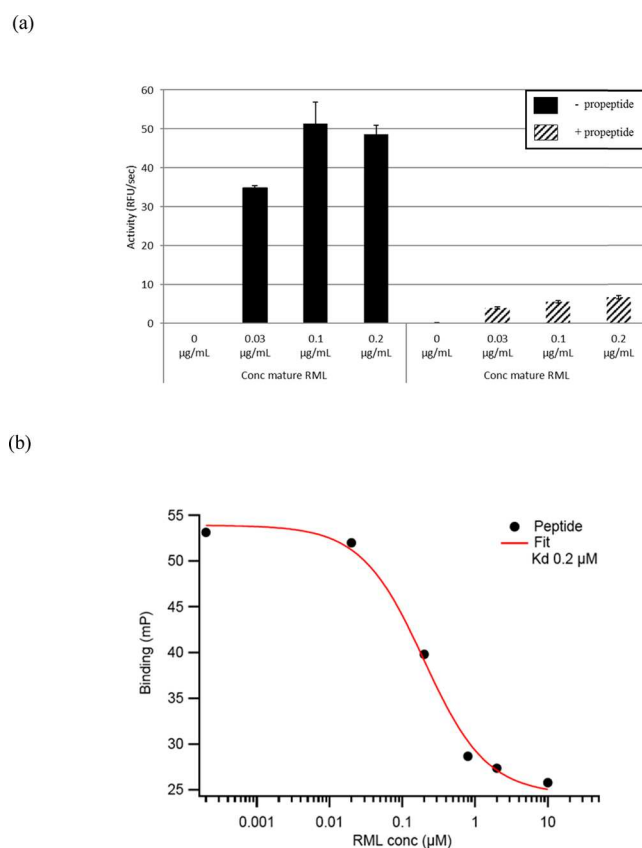 (a)
60
50
40
30
20
10
0
Activity (RFU/sec)
- propeptide
+ propeptide
0 0.03 0.1 0.2 0 0.03 0.1 0.2
µg/mL µg/mL µg/mL µg/mL µg/mL µg/mL µg/mL µg/mL
Conc mature RML Conc mature RML
(b)
55
50
45
40
35
30
25
Binding (mP)
Peptide
Fit
Kd 0.2 µM
0.001 0.01 0.1 1 10
RML conc (µM)